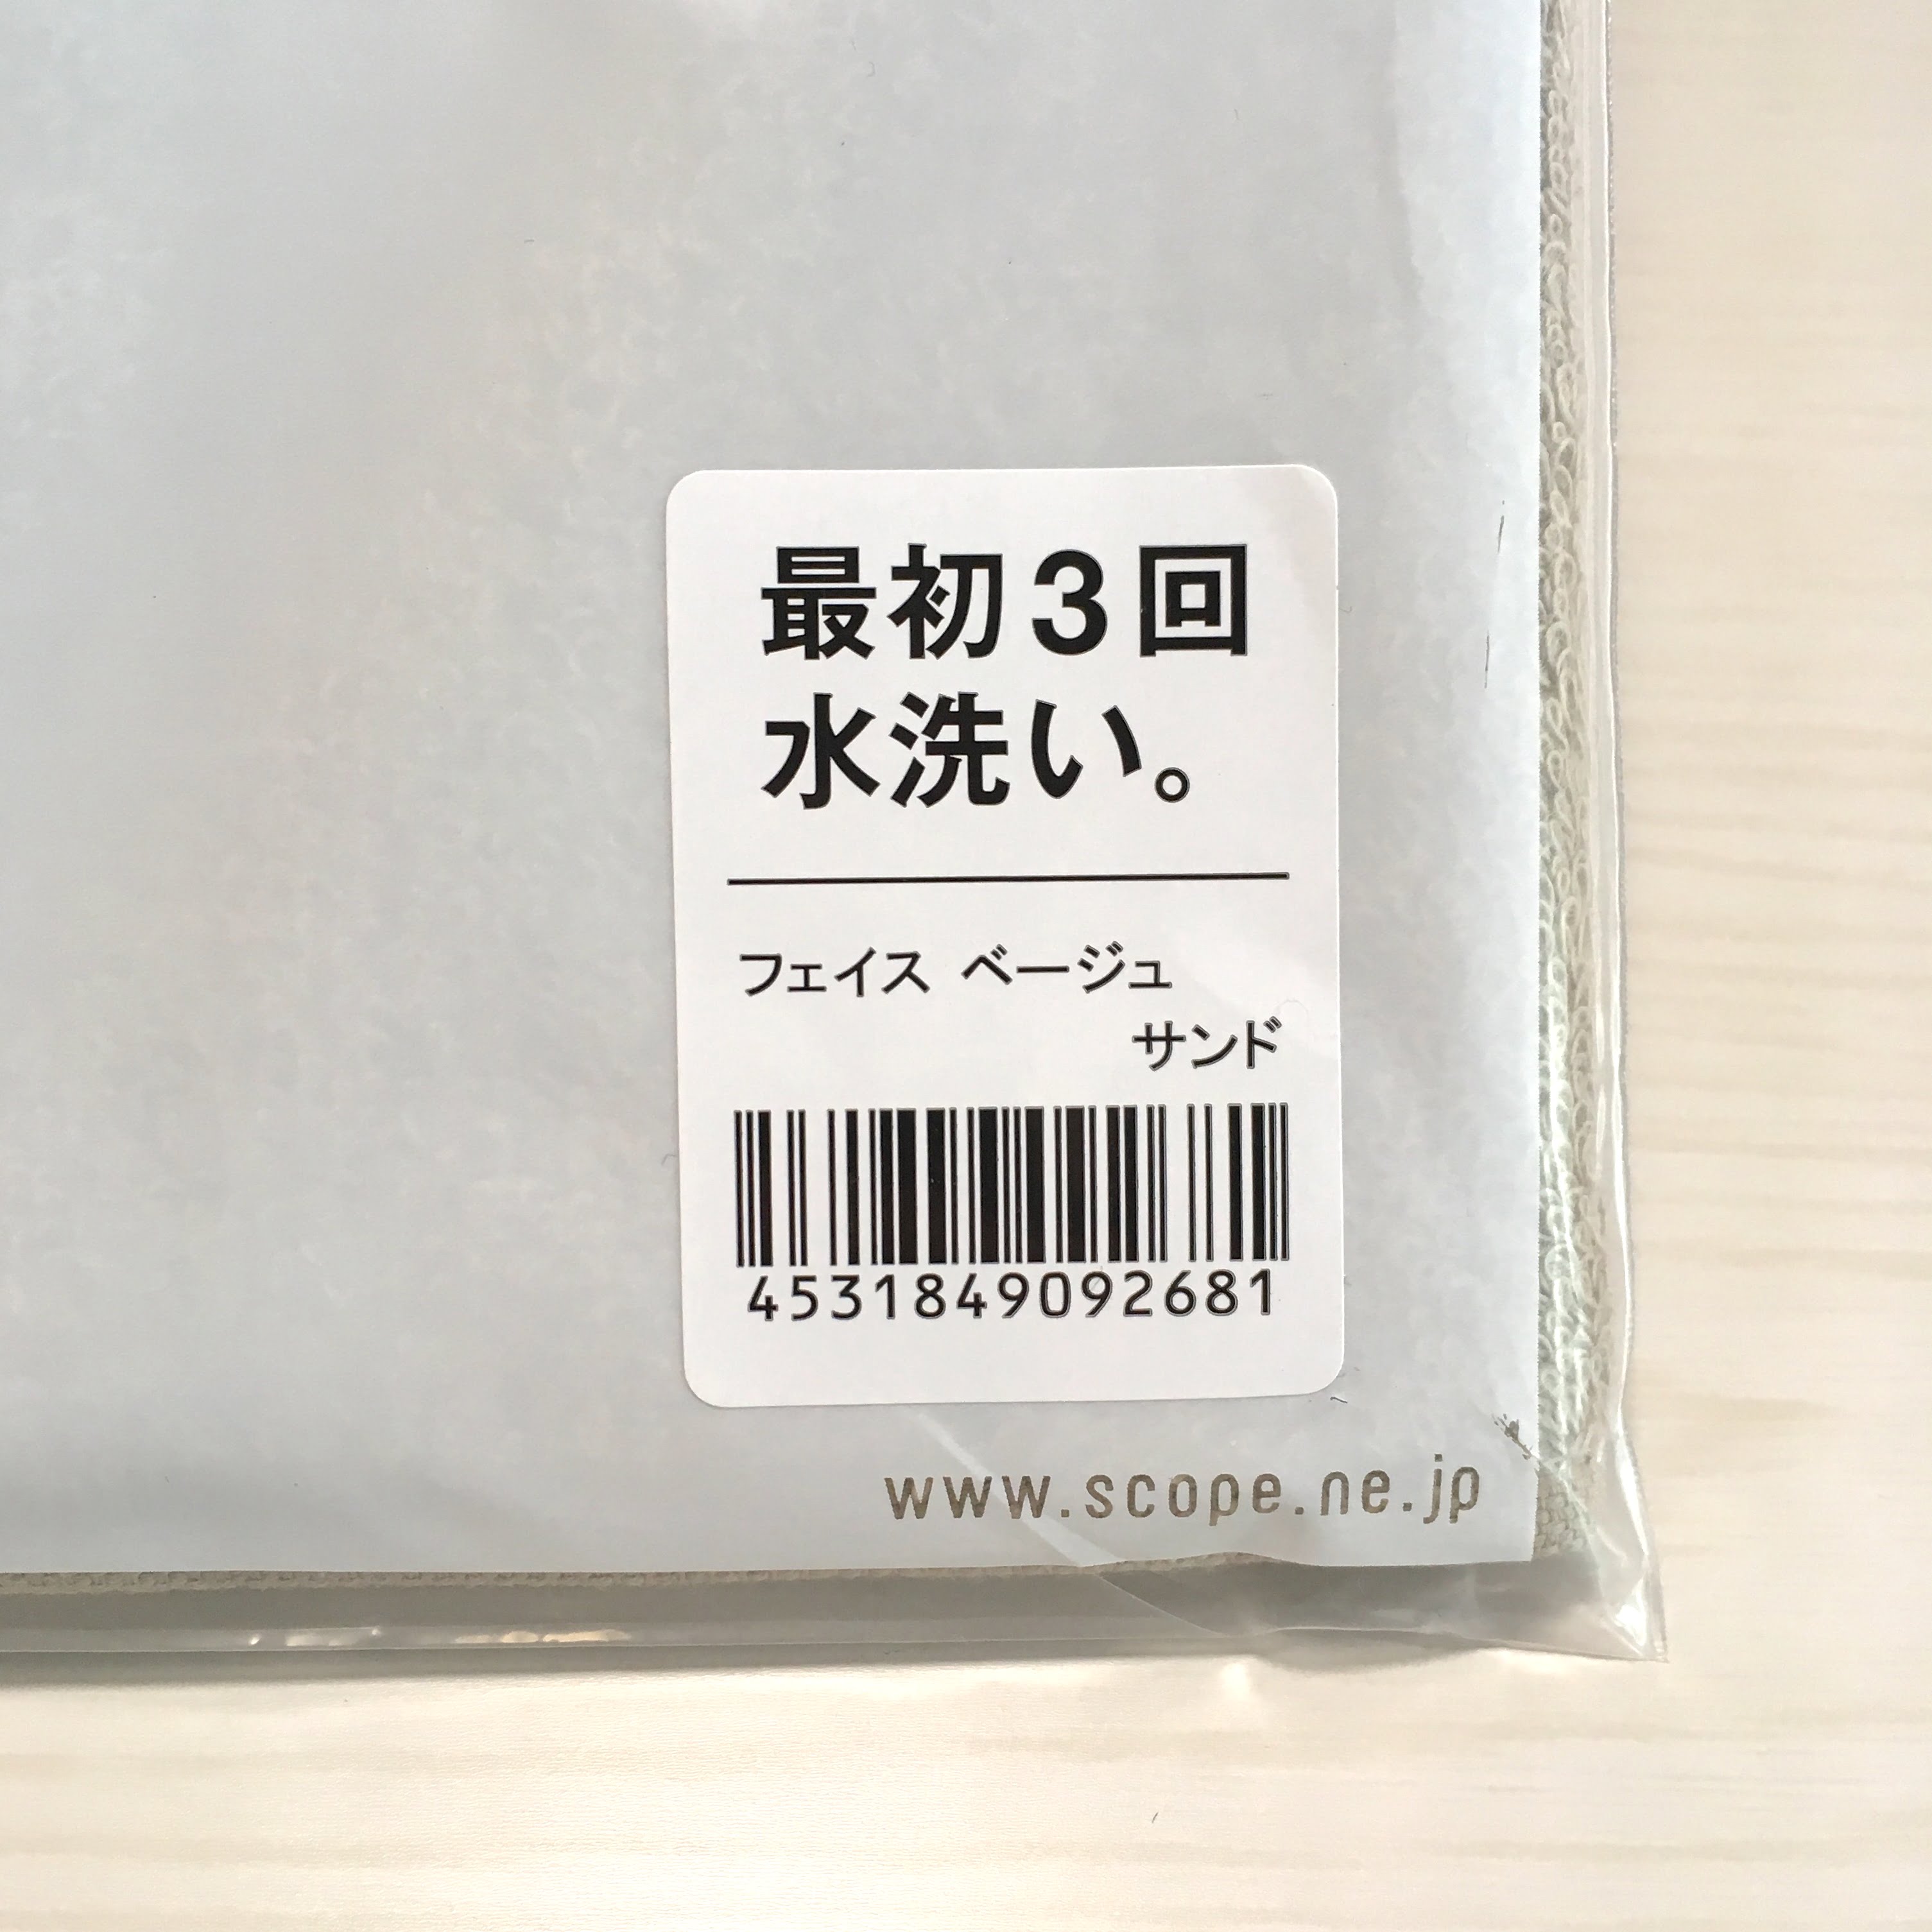 最初3回
水洗い。
フェイス ベージュ
サンド
4531849092681
www.scope.ne.jp